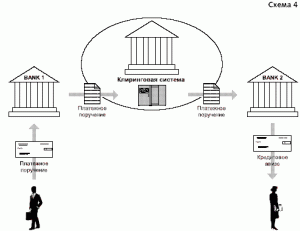 Схема 4
BANK 1
Клиринговая система
BANK 2
Платежное
поручение
Платежное
поручение
Платежное
поручение
Кредитовое
авизо